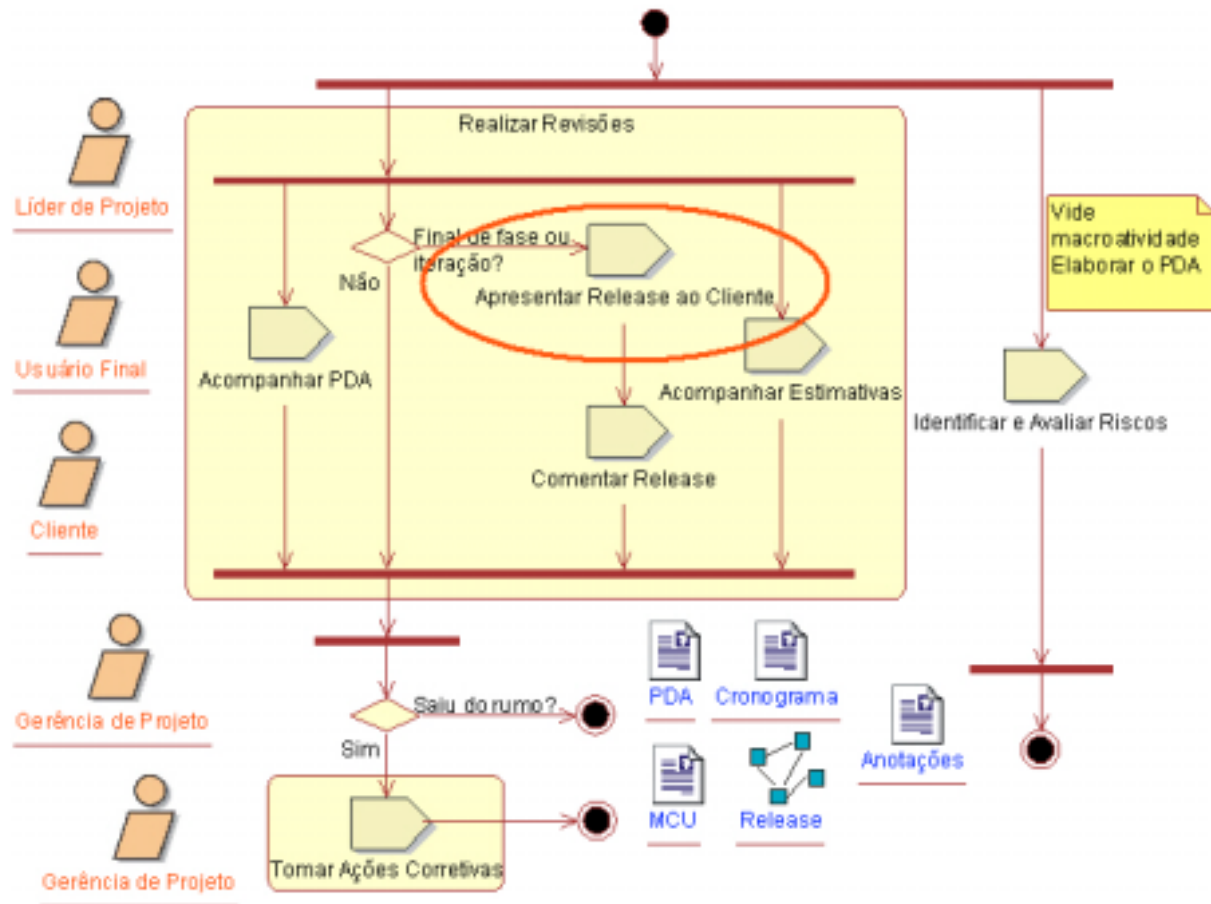 Realizar Revisões
Líder de Projeto
Final de fase ou
iteração?
Não
Apresentar Release ao Cliente
Vide
macroatividade
Elaborar o PDA
Usuário Final
Acompanhar PDA
Acompanhar Estimativas
Identificar e Avaliar Riscos
Comentar Release
Cliente
Gerência de Projeto
Saiu do rumo?
Sim
PDA
Cronograma
Anotações
MCU
Release
Tomar Ações Corretivas
Gerência de Projeto